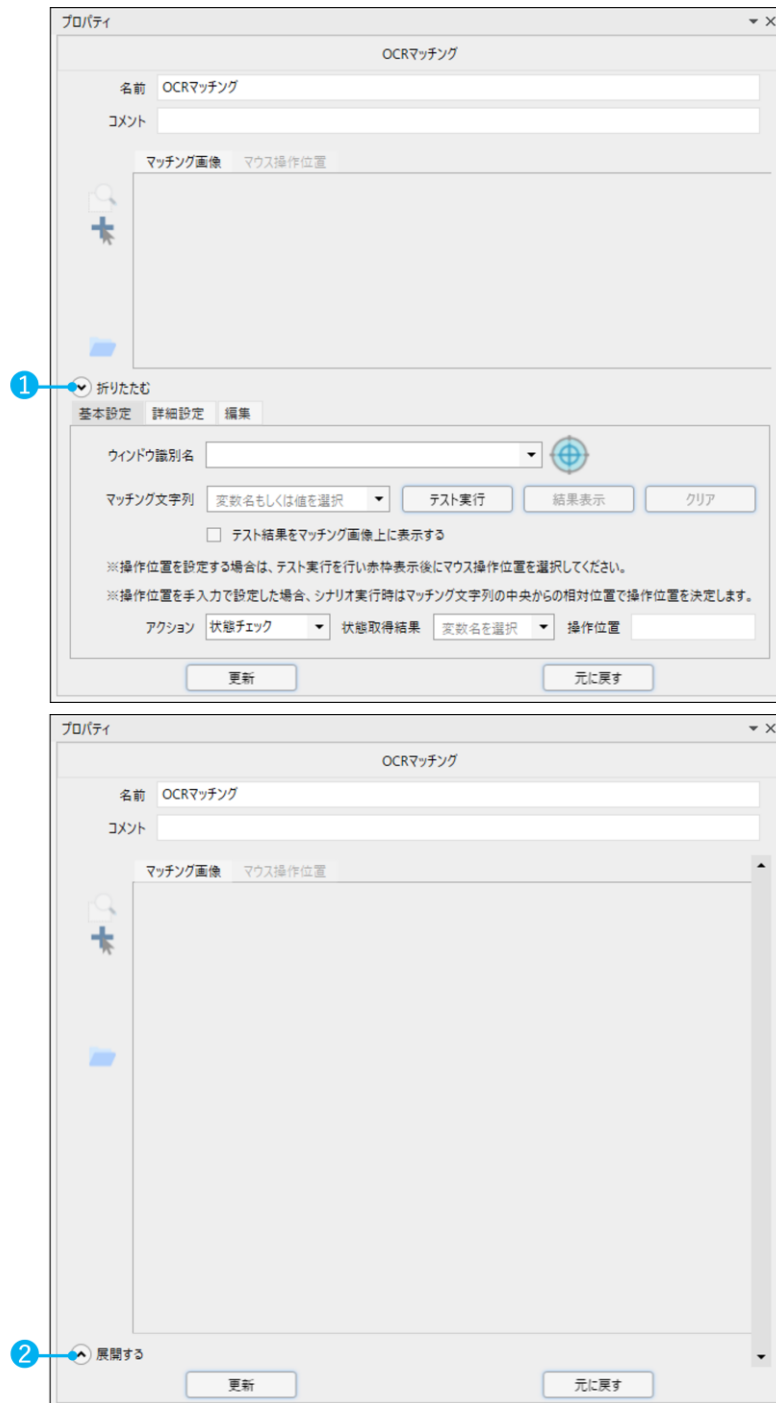 プロパティ
OCRマッチング
名前 OCRマッチング
コメント
マッチング画像 マウス操作位置
1 折りたたむ
基本設定 詳細設定 編集
ウィンドウ識別名
マッチング文字列 変数名もしくは値を選択 テスト実行 結果表示 クリア
テスト結果をマッチング画像上に表示する
※操作位置を設定する場合は、テスト実行を行い赤枠表示後にマウス操作位置を選択してください。
※操作位置を手入力で設定した場合、シナリオ実行時はマッチング文字列の中央からの相対位置で操作位置を決定します。
アクション 状態チェック 状態取得結果 変数名を選択 操作位置
更新 元に戻す
プロパティ
OCRマッチング
名前 OCRマッチング
コメント
マッチング画像 マウス操作位置
2 展開する
更新 元に戻す